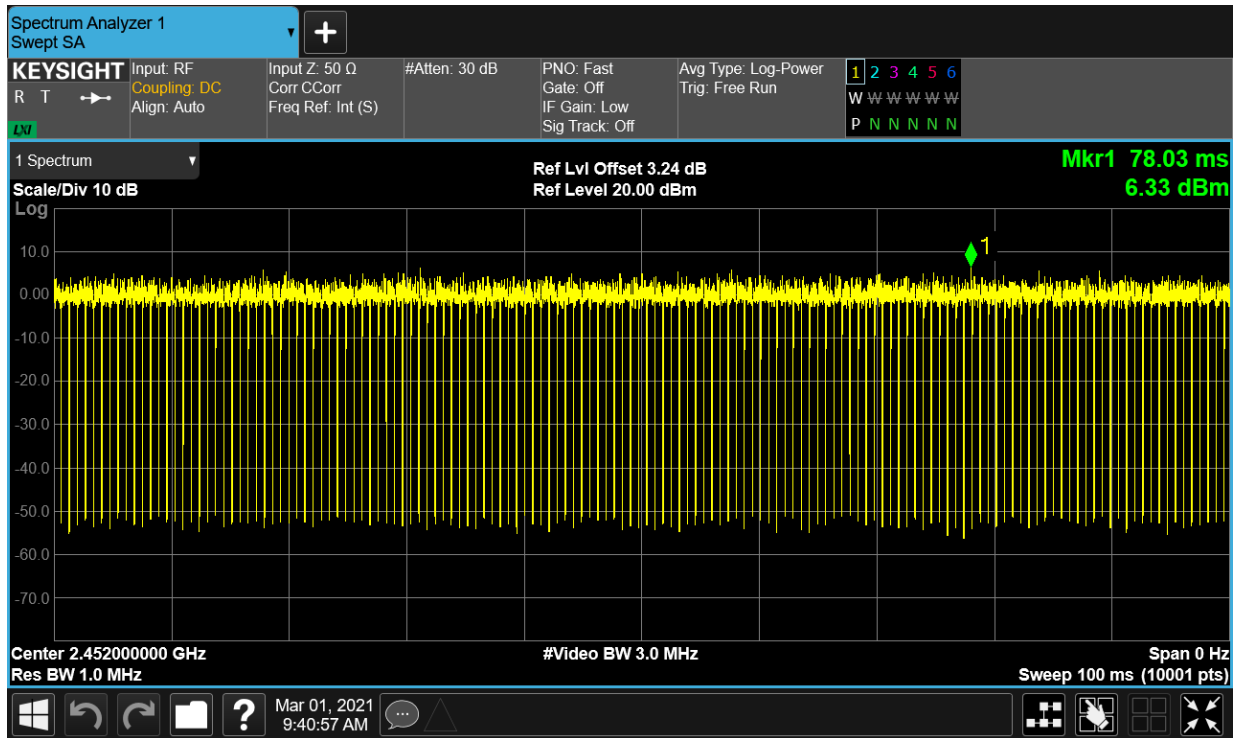 Spectrum Analyzer 1
Swept SA
+
KEYSIGHT
R T
LXI
Input: RF
Coupling: DC
Align: Auto
Input Z: 50 Ω
Corr CCorr
Freq Ref: Int (S)
#Atten: 30 dB
PNO: Fast
Gate: Off
IF Gain: Low
Sig Track: Off
Avg Type: Log-Power
Trig: Free Run
1 2 3 4 5 6
W W W W W W
P N N N N N
1 Spectrum
Scale/Div 10 dB
Log
Ref Lvl Offset 3.24 dB
Ref Level 20.00 dBm
Mkr1 78.03 ms
6.33 dBm
1
10.0
0.00
-10.0
-20.0
-30.0
-40.0
-50.0
-60.0
-70.0
Center 2.452000000 GHz
Res BW 1.0 MHz
#Video BW 3.0 MHz
Span 0 Hz
Sweep 100 ms (10001 pts)
?
Mar 01, 2021
9:40:57 AM